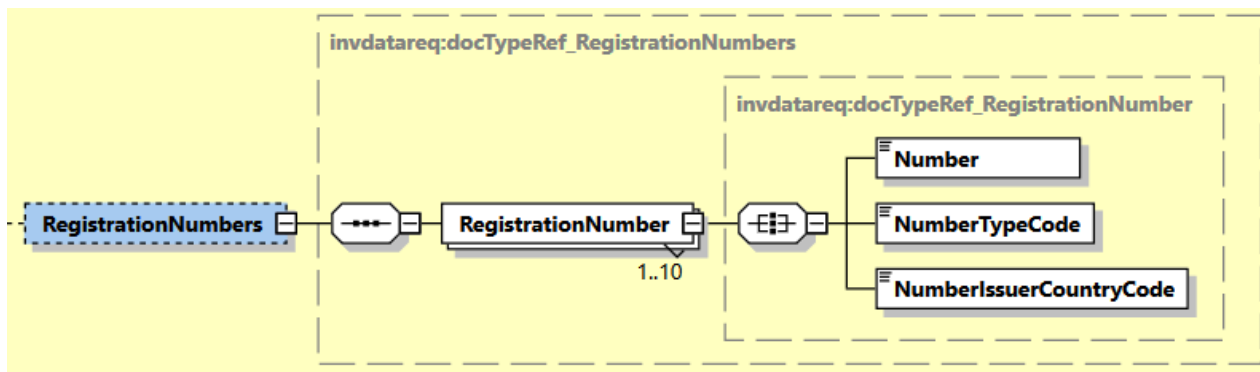 invdatareq:docTypeRef_RegistrationNumbers
invdatareq:docTypeRef_RegistrationNumber
Number
RegistrationNumbers
RegistrationNumber
NumberTypeCode
1..10
NumberIssuerCountryCode